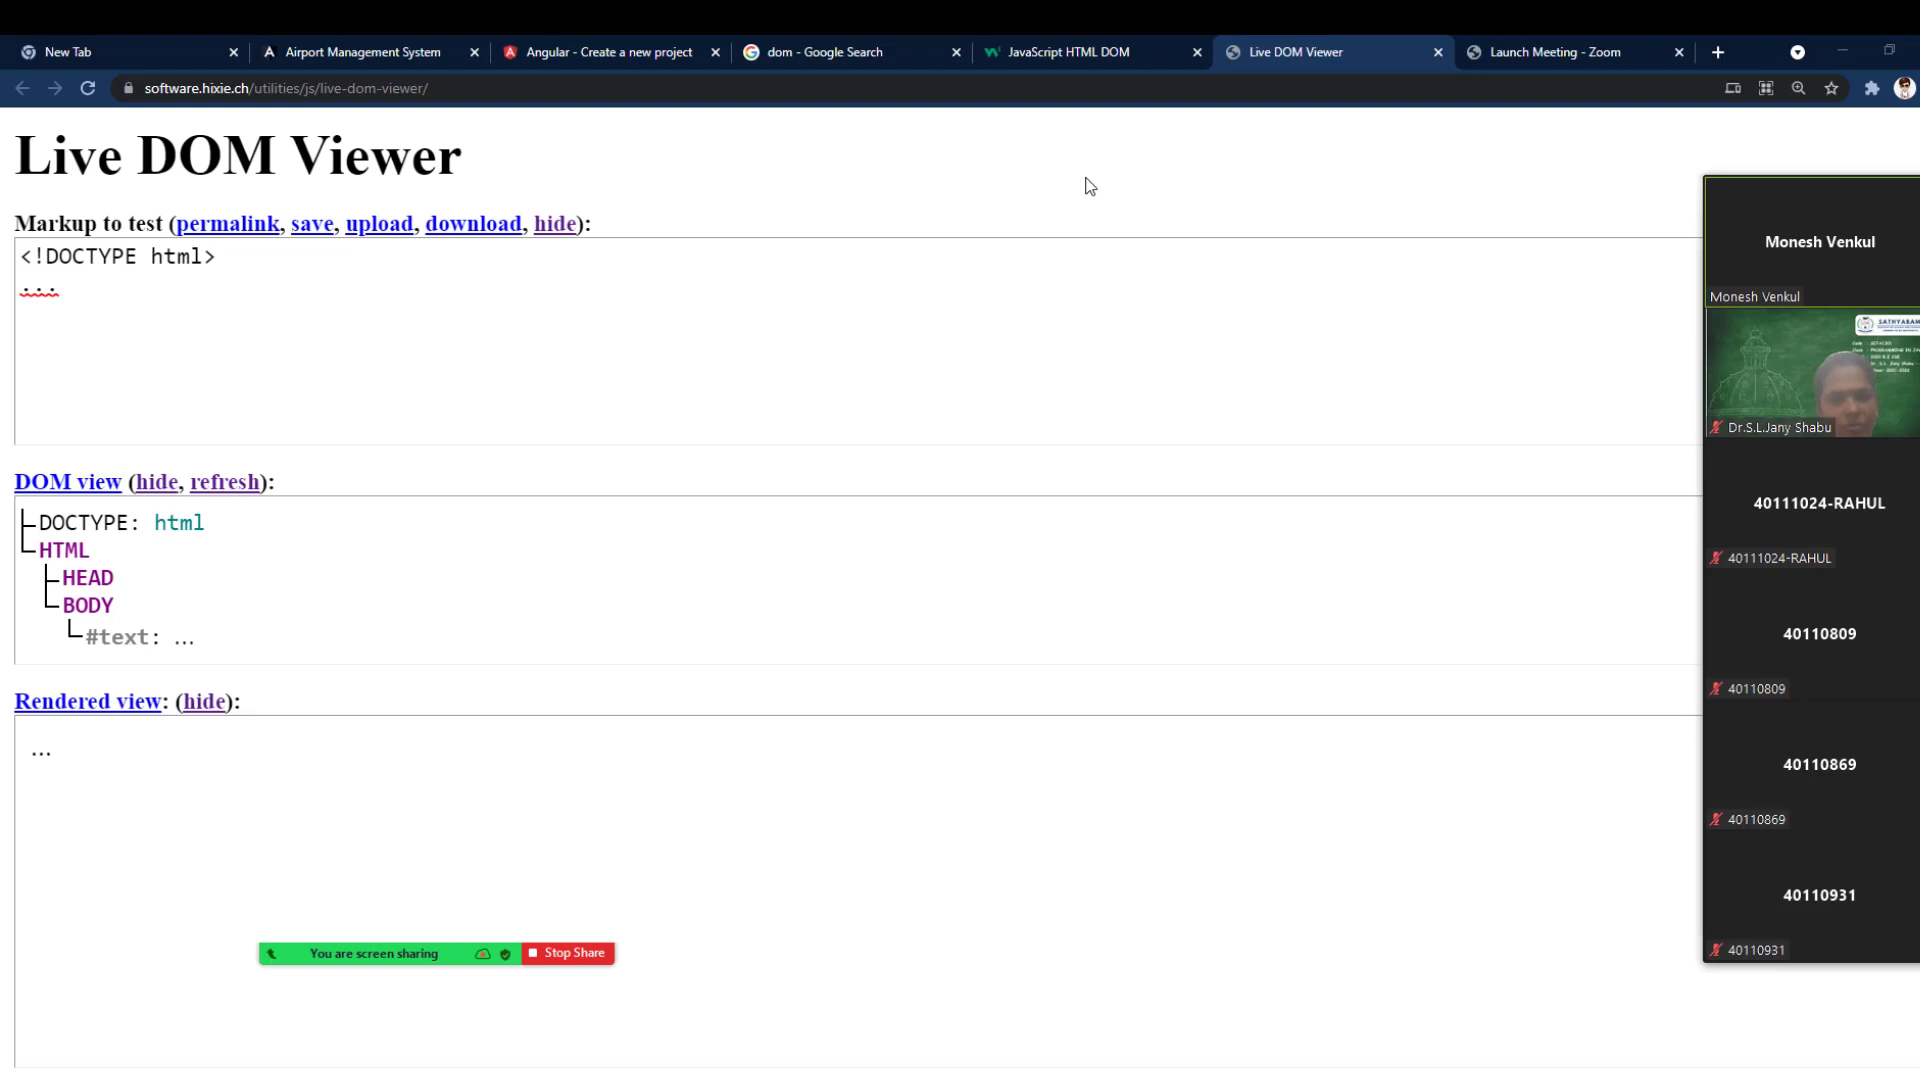 New Tab
Airport Management System
Angular - Create a new project
dom - Google Search
JavaScript HTML DOM
Live DOM Viewer
Launch Meeting - Zoom
software.hixie.ch/utilities/js/live-dom-viewer/
Live DOM Viewer
Markup to test (permalink, save, upload, download, hide):
<!DOCTYPE html>
...
DOM view (hide, refresh):
DOCTYPE: html
HTML
HEAD
BODY
#text: ...
Rendered view: (hide):
...
You are screen sharing
Stop Share
Monesh Venkul
Monesh Venkul
SATHYABAM
Dr.S.L.Jany Shabu
40111024-RAHUL
40111024-RAHUL
40110809
40110809
40110869
40110869
40110931
40110931